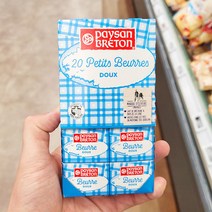 paysan
breton
20 Petits Beurres
DOUX
paysan
breton
Beurre
DOUX
paysan
breton
Beurre
DOUX